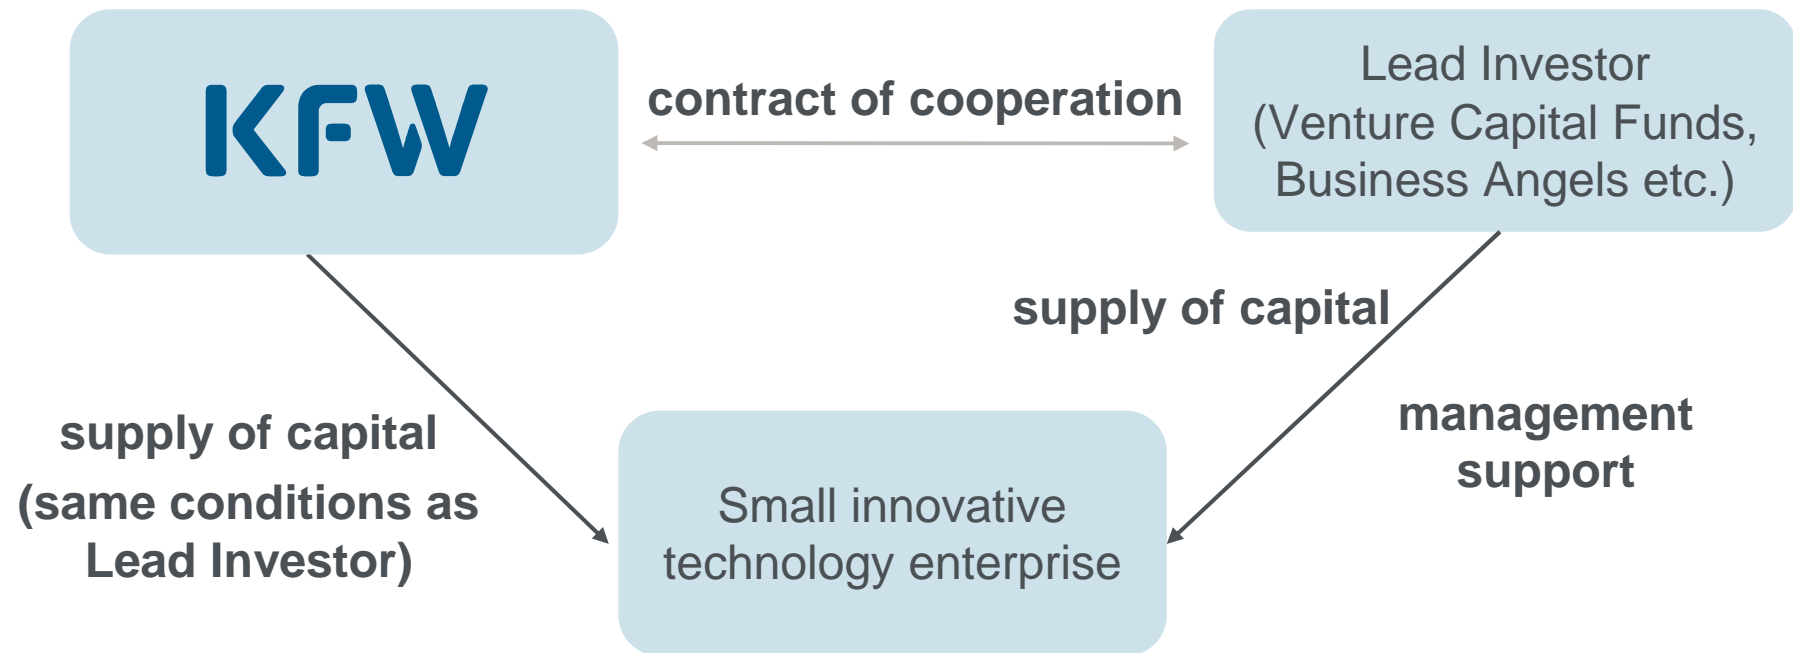 KFW
contract of cooperation
Lead Investor
(Venture Capital Funds,
Business Angels etc.)
supply of capital
supply of capital
(same conditions as
Lead Investor)
management
support
Small innovative
technology enterprise